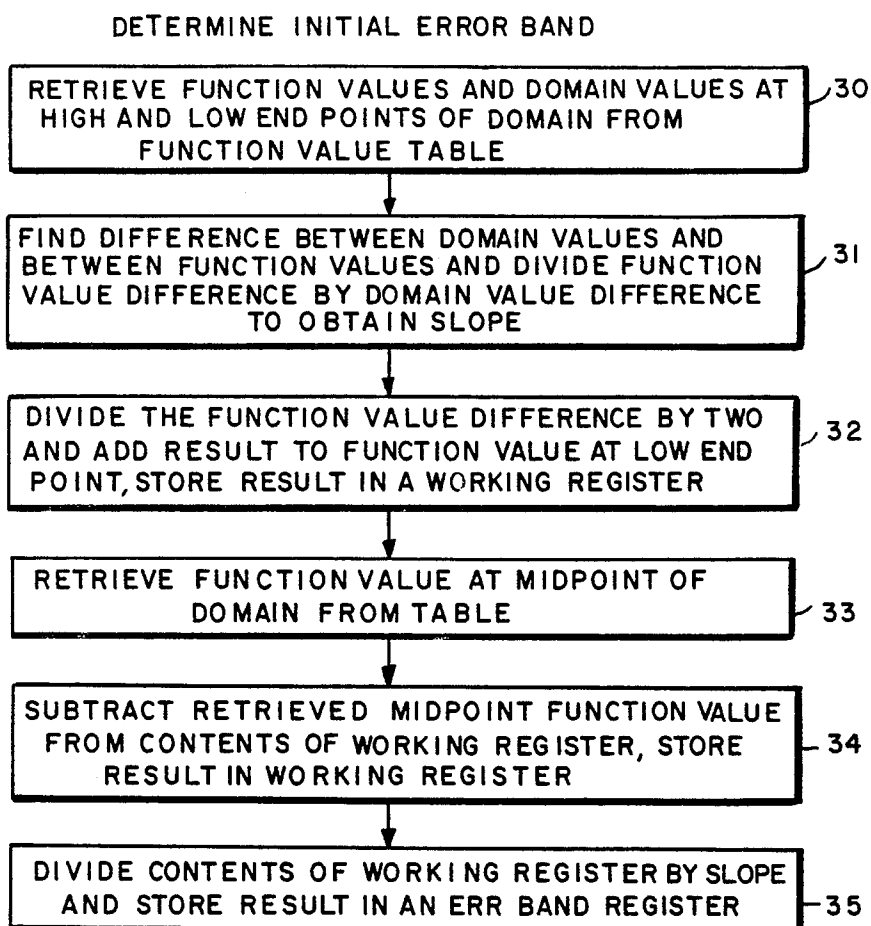 DETERMINE INITIAL ERROR BAND
RETRIEVE FUNCTION VALUES AND DOMAIN VALUES AT
HIGH AND LOW END POINTS OF DOMAIN FROM
FUNCTION VALUE TABLE
30
FIND DIFFERENCE BETWEEN DOMAIN VALUES AND
BETWEEN FUNCTION VALUES AND DIVIDE FUNCTION
VALUE DIFFERENCE BY DOMAIN VALUE DIFFERENCE
TO OBTAIN SLOPE
31
DIVIDE THE FUNCTION VALUE DIFFERENCE BY TWO
AND ADD RESULT TO FUNCTION VALUE AT LOW END
POINT, STORE RESULT IN A WORKING REGISTER
32
RETRIEVE FUNCTION VALUE AT MIDPOINT OF
DOMAIN FROM TABLE
33
SUBTRACT RETRIEVED MIDPOINT FUNCTION VALUE
FROM CONTENTS OF WORKING REGISTER, STORE
RESULT IN WORKING REGISTER
34
DIVIDE CONTENTS OF WORKING REGISTER BY SLOPE
AND STORE RESULT IN AN ERR BAND REGISTER
35